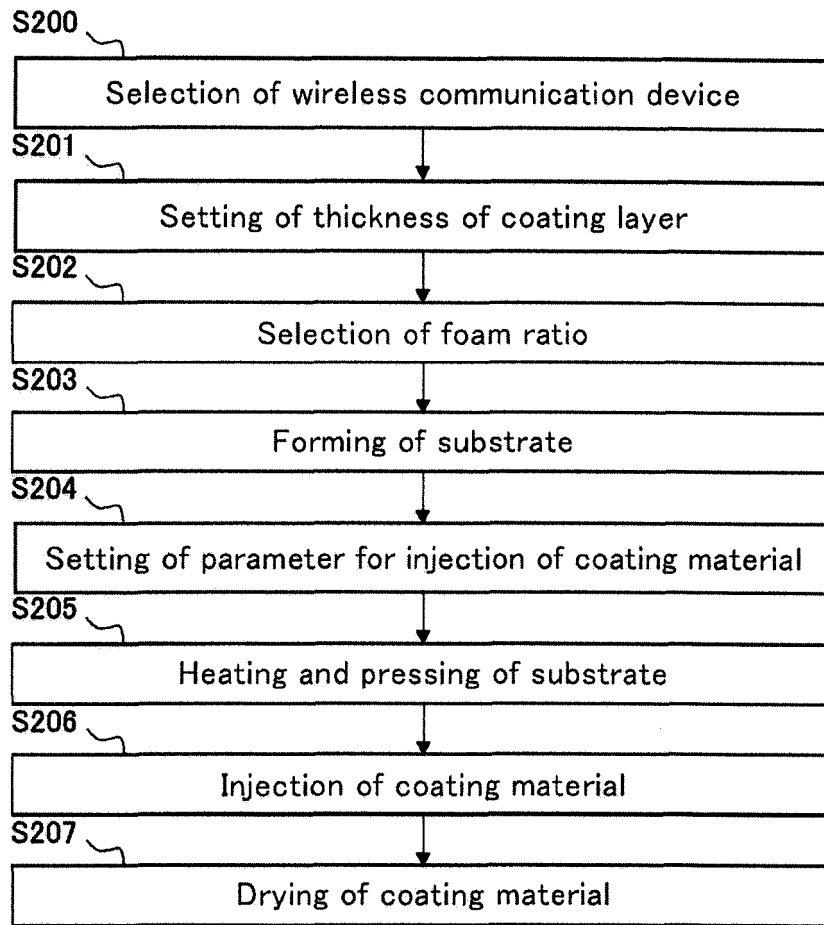 S200
Selection of wireless communication device
S201
Setting of thickness of coating layer
S202
Selection of foam ratio
S203
Forming of substrate
S204
Setting of parameter for injection of coating material
S205
Heating and pressing of substrate
S206
Injection of coating material
S207
Drying of coating material